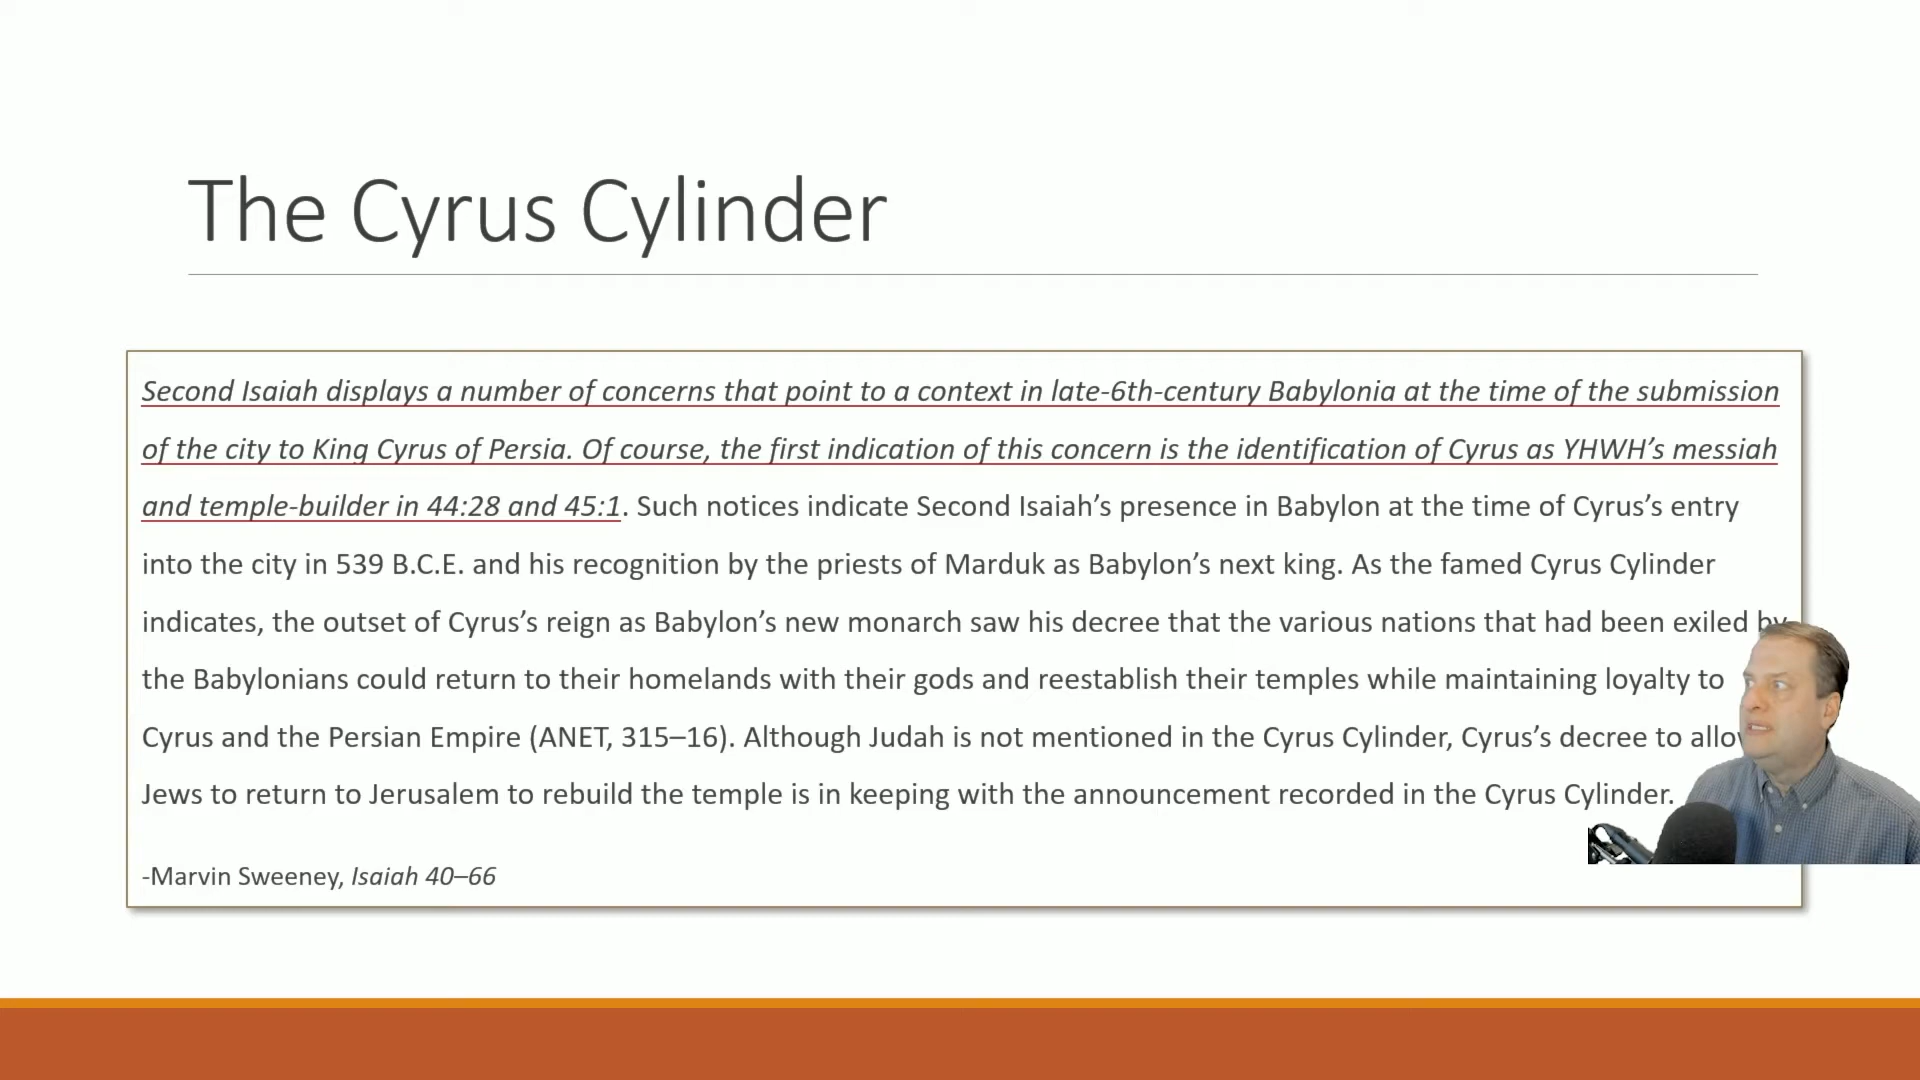 The Cyrus Cylinder
Second Isaiah displays a number of concerns that point to a context in late-6th-century Babylonia at the time of the submission
of the city to King Cyrus of Persia. Of course, the first indication of this concern is the identification of Cyrus as YHWH’s messiah
and temple-builder in 44:28 and 45:1. Such notices indicate Second Isaiah’s presence in Babylon at the time of Cyrus’s entry
into the city in 539 B.C.E. and his recognition by the priests of Marduk as Babylon’s next king. As the famed Cyrus Cylinder
indicates, the outset of Cyrus’s reign as Babylon’s new monarch saw his decree that the various nations that had been exiled by
the Babylonians could return to their homelands with their gods and reestablish their temples while maintaining loyalty to
Cyrus and the Persian Empire (ANET, 315–16). Although Judah is not mentioned in the Cyrus Cylinder, Cyrus’s decree to
Jews to return to Jerusalem to rebuild the temple is in keeping with the announcement recorded in the Cyrus Cylinder.
-Marvin Sweeney, Isaiah 40–66